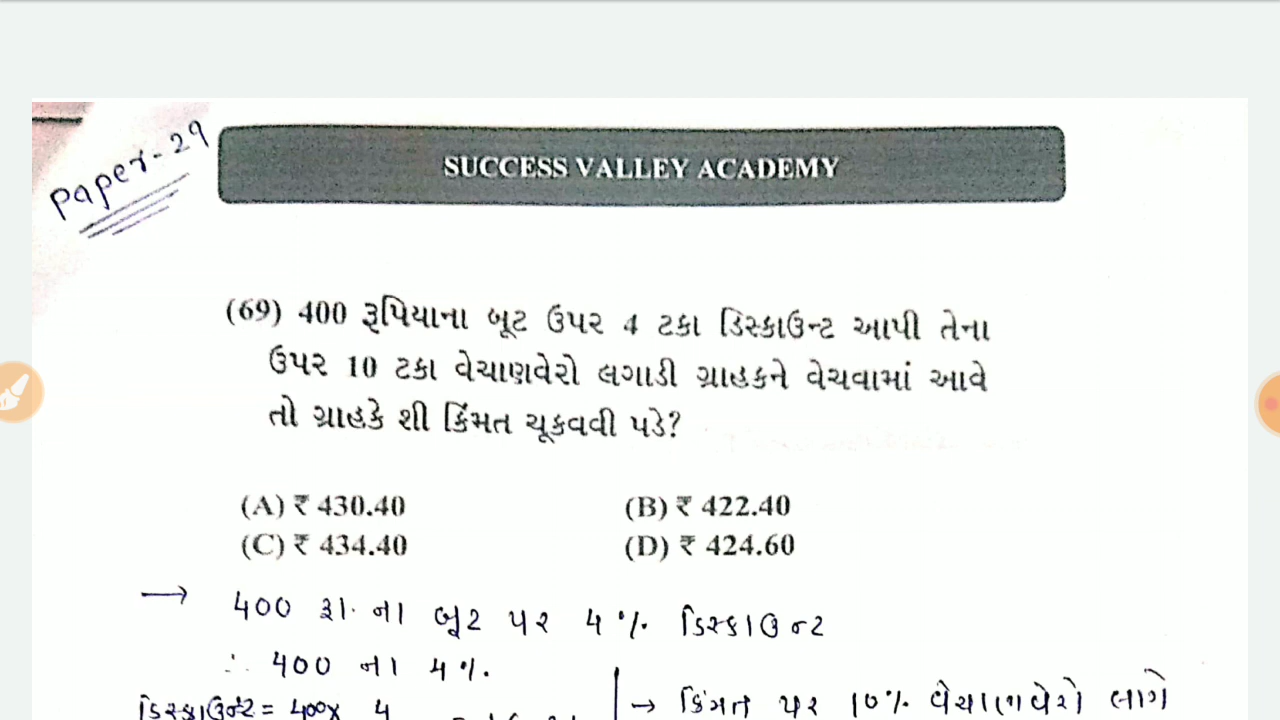 paper-29
SUCCESS VALLEY ACADEMY
(69) 400 રૂપિયાના બૂટ ઉપર 4 ટકા ડિસ્કાઉન્ટ આપી તેના
ઉપર 10 ટકા વેચાણવેરો લગાડી ગ્રાહકને વેચવામાં આવે
તો ગ્રાહકે શી કિંમત ચૂકવવી પડે?
(A) ₹ 430.40 (B) ₹ 422.40
(C) ₹ 434.40 (D) ₹ 424.60
→ 400 રૂા. ના બૂટ પર 4 % ડિસ્કાઉન્ટ
∴ 400 ના 4 %.
ડિસ્કાઉન્ટ = 400 x 4
→ કિંમત પર 10% વેચાણવેરો લાગે